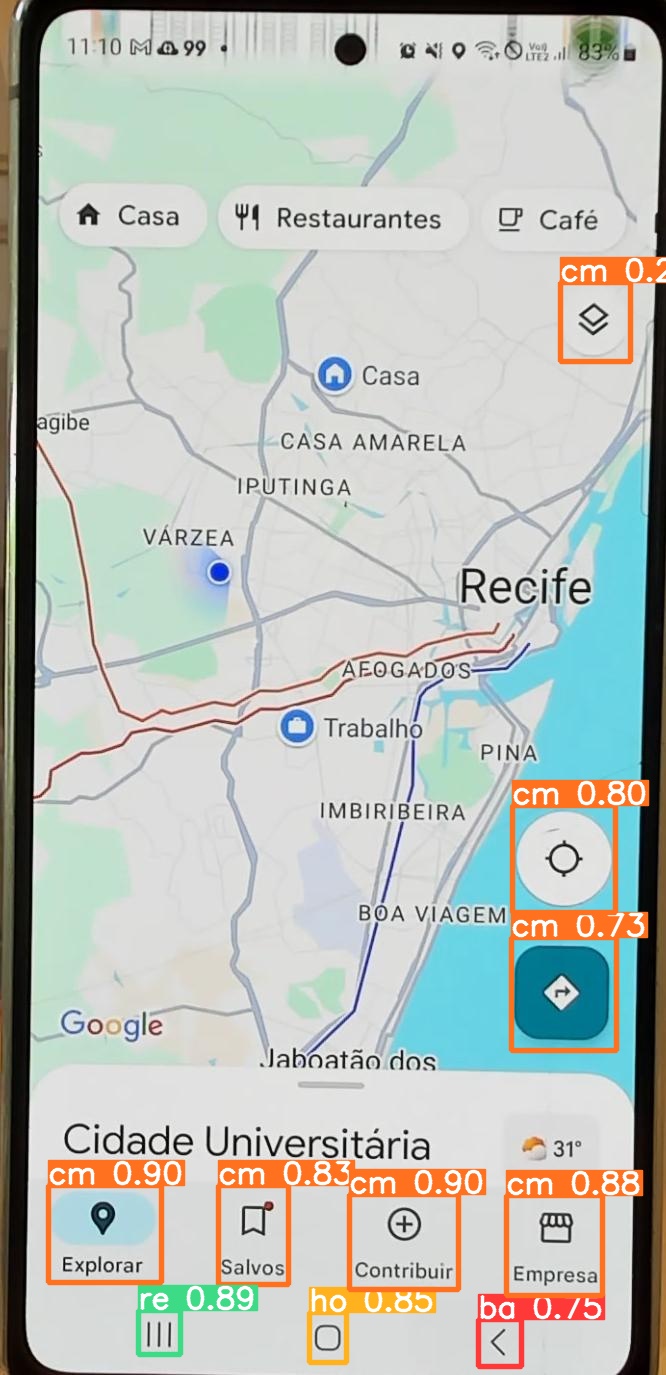 11:10 99 Vo)) LTE2 83%
Casa Restaurantes Café
cm 0.2
agibe
Casa
CASA AMARELA
IPUTINGA
VÁRZEA
Recife
AFOGADOS
Trabalho
PINA
cm 0.80
IMBIRIBEIRA
BOA VIAGEM
cm 0.73
Google
Jaboatão dos
Cidade Universitária 31°
cm 0.90 cm 0.83 cm 0.90 cm 0.88
Explorar Salvos Contribuir Empresa
re 0.89 ho 0.85 ba 0.75